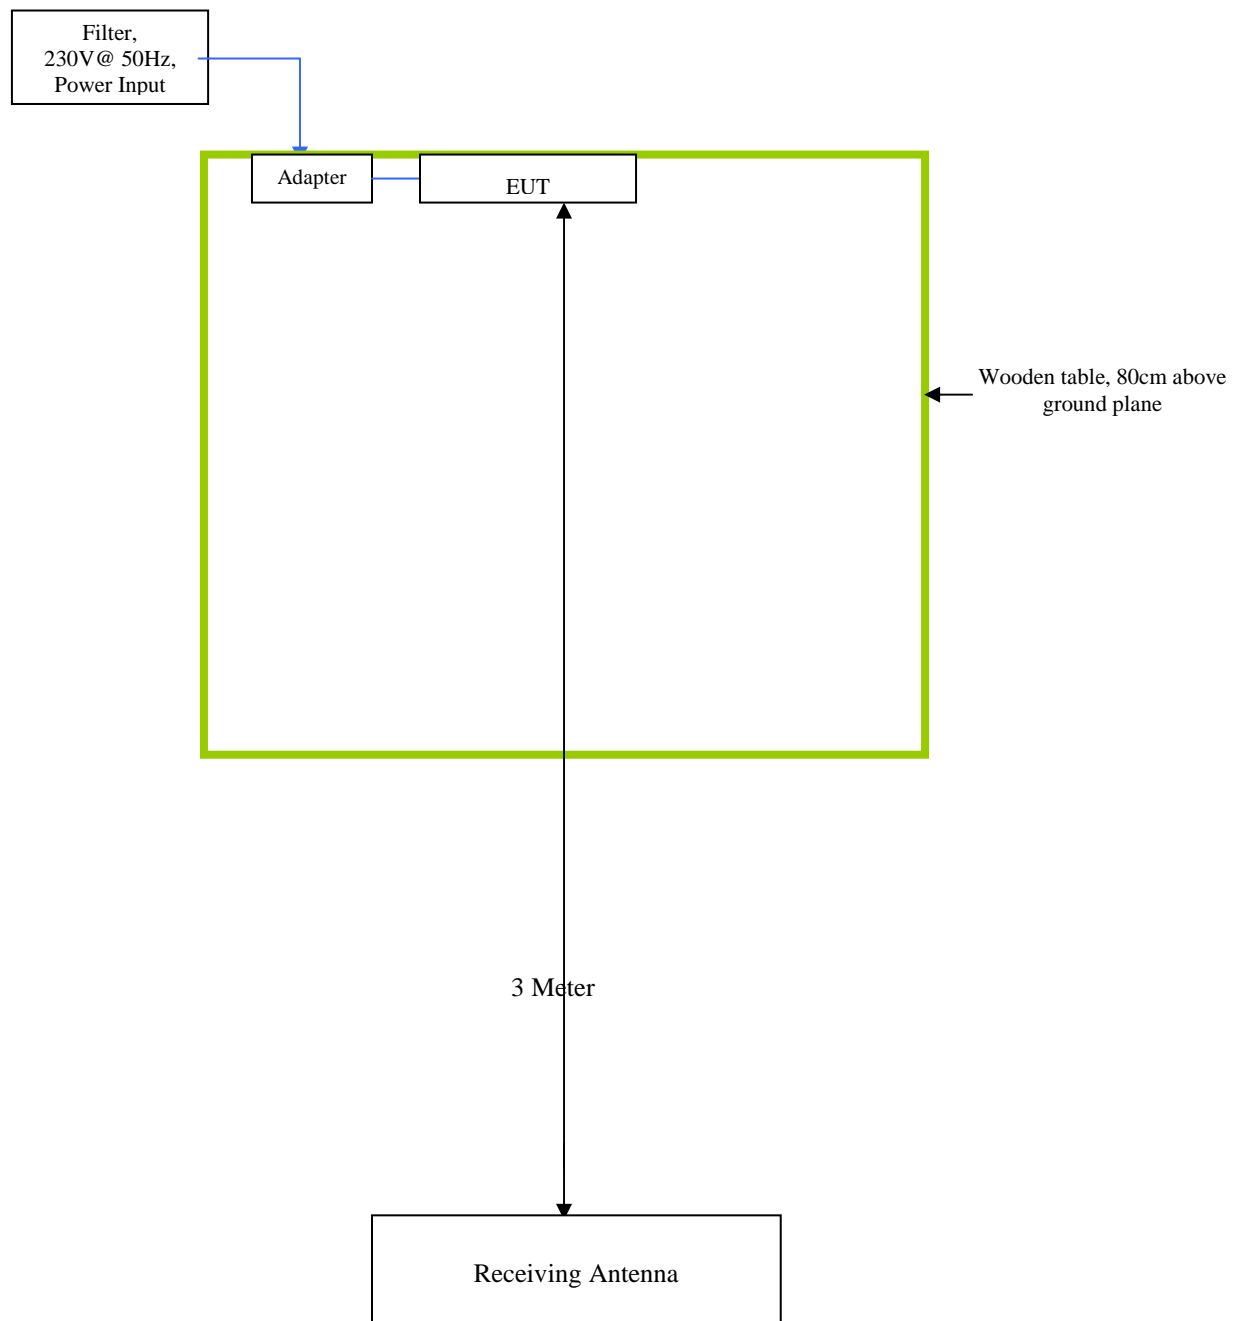 Filter,
230V@ 50Hz,
Power Input
Adapter
EUT
Wooden table, 80cm above
ground plane
3 Meter
Receiving Antenna